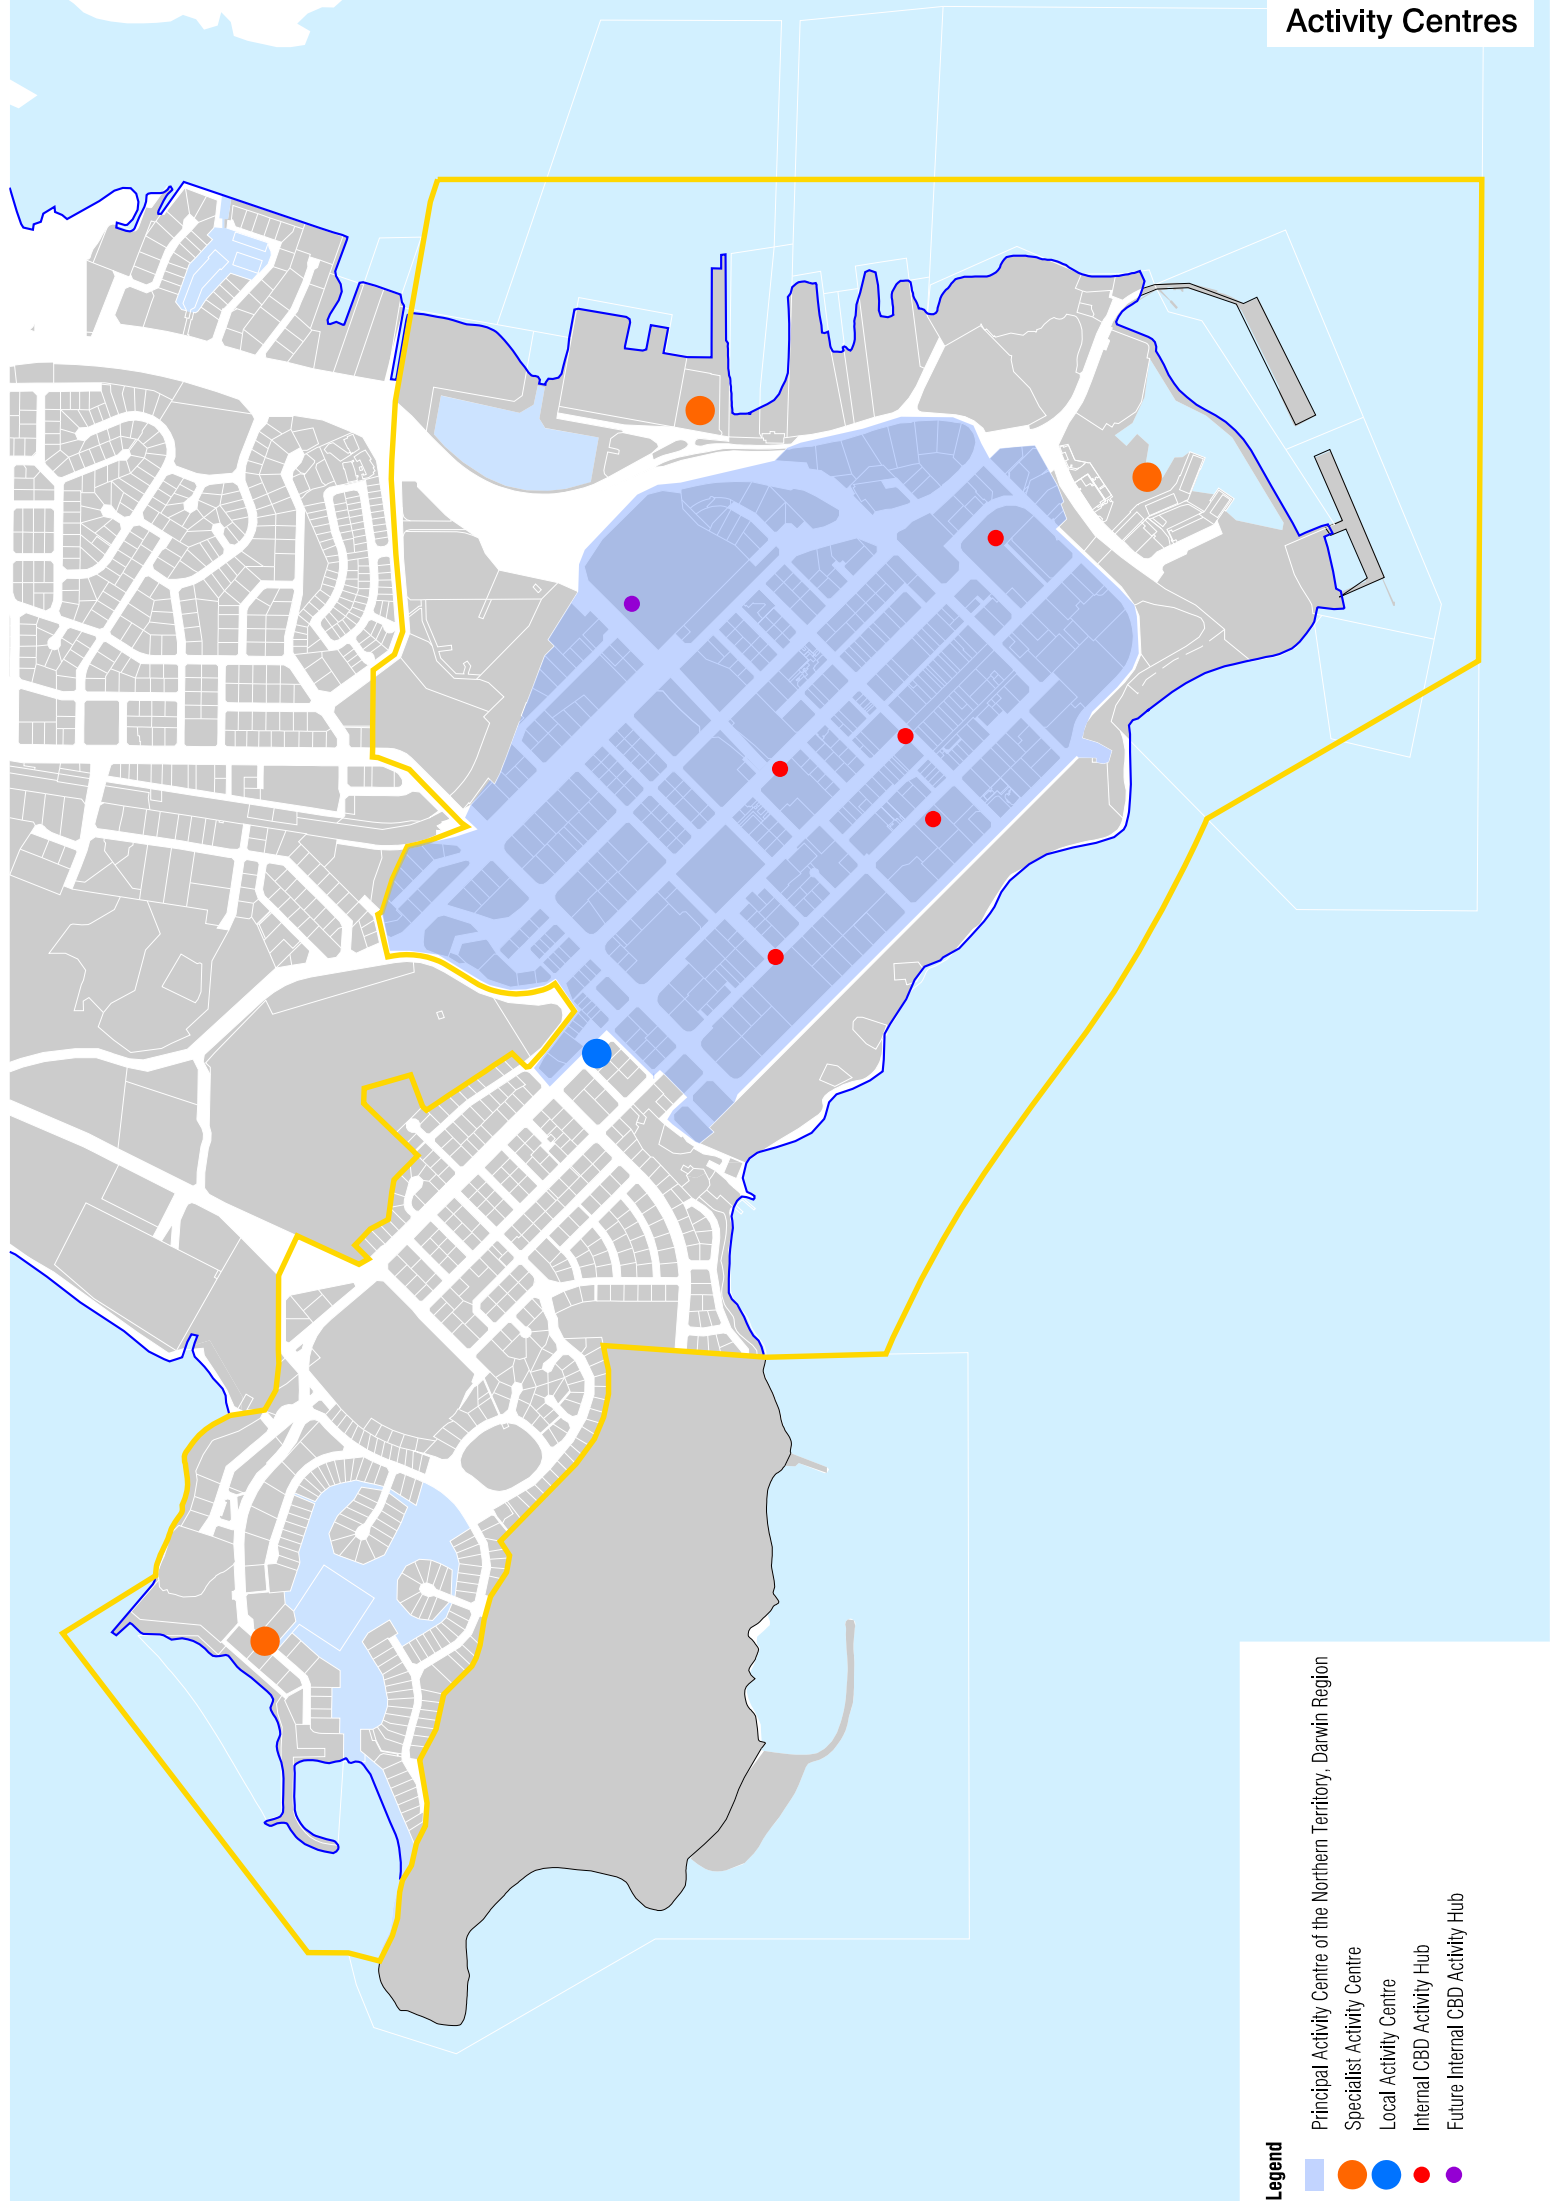 Activity Centres
Legend
Principal Activity Centre of the Northern Territory, Darwin Region
Specialist Activity Centre
Local Activity Centre
Internal CBD Activity Hub
Future Internal CBD Activity Hub